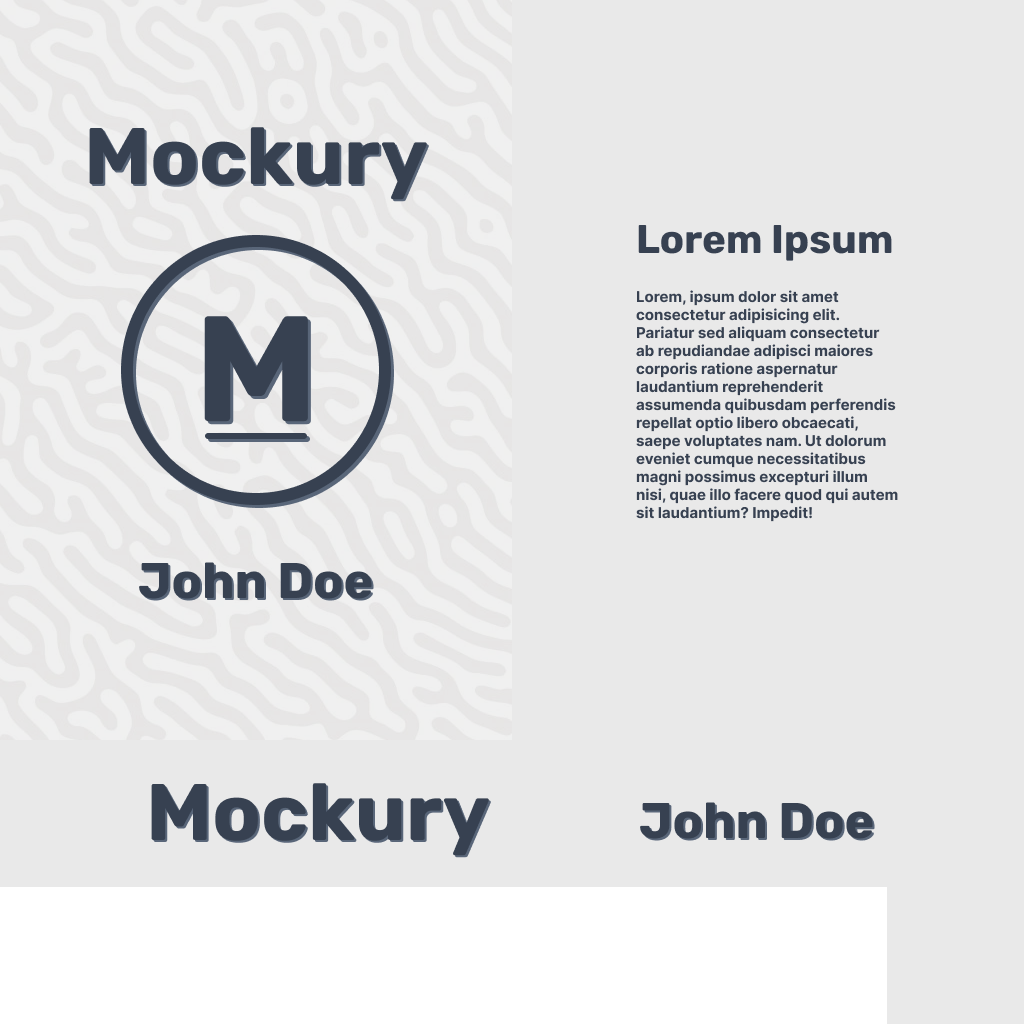 Mockury
M
John Doe
Lorem Ipsum
Lorem, ipsum dolor sit amet
consectetur adipisicing elit.
Pariatur sed aliquam consectetur
ab repudiandae adipisci maiores
corporis ratione aspernatur
laudantium reprehenderit
assumenda quibusdam perferendis
repellat optio libero obcaecati,
saepe voluptates nam. Ut dolorum
eveniet cumque necessitatibus
magni possimus excepturi illum
nisi, quae illo facere quod qui autem
sit laudantium? Impedit!
Mockury
John Doe